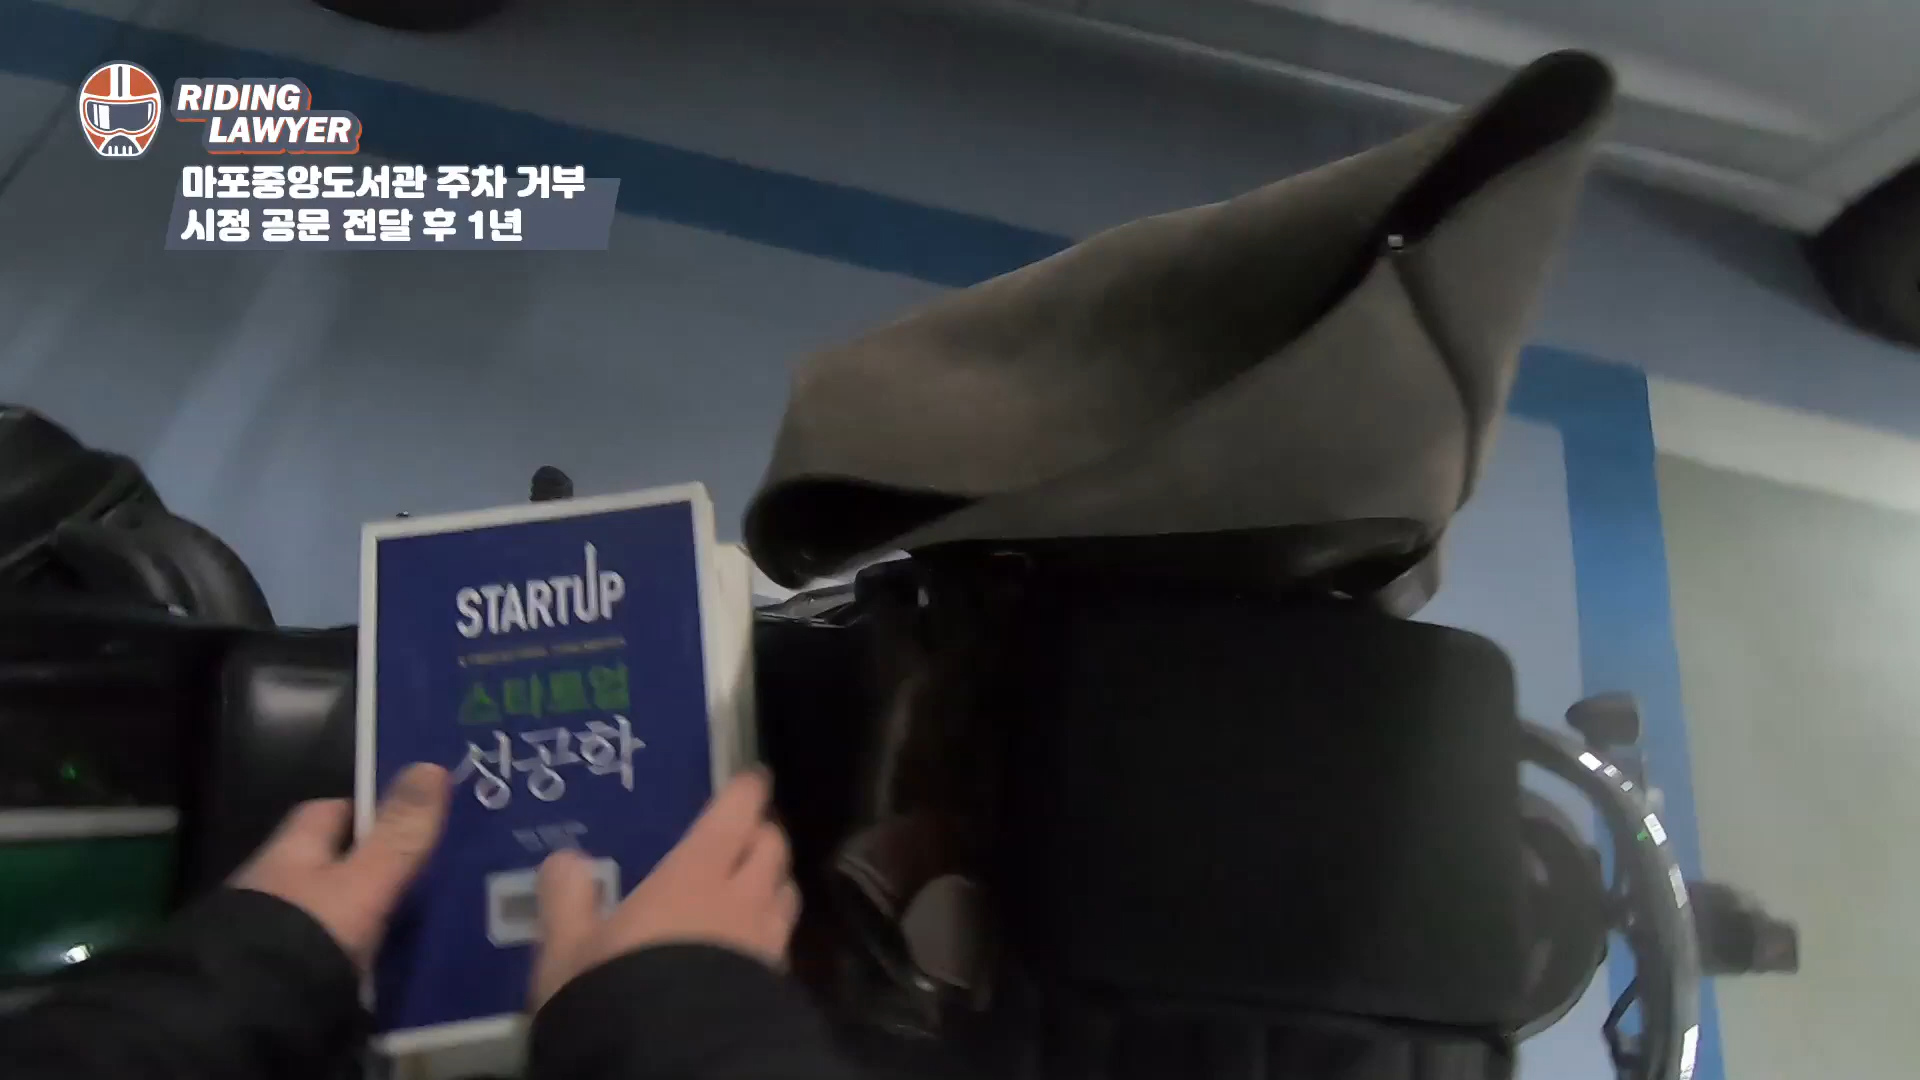 RIDING
LAWYER
마포중앙도서관 주차 거부
시정 공문 전달 후 1년
STARTUP
스타트업
성공학